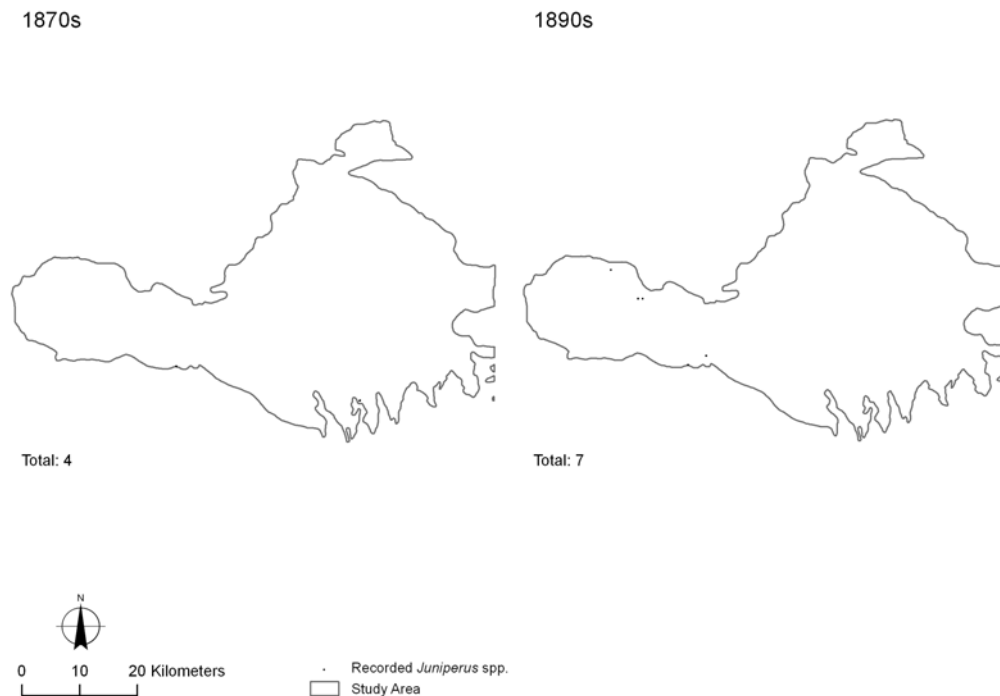 1870s
1890s
Total: 4
Total: 7
N
0 10 20 Kilometers
Recorded Juniperus spp.
Study Area